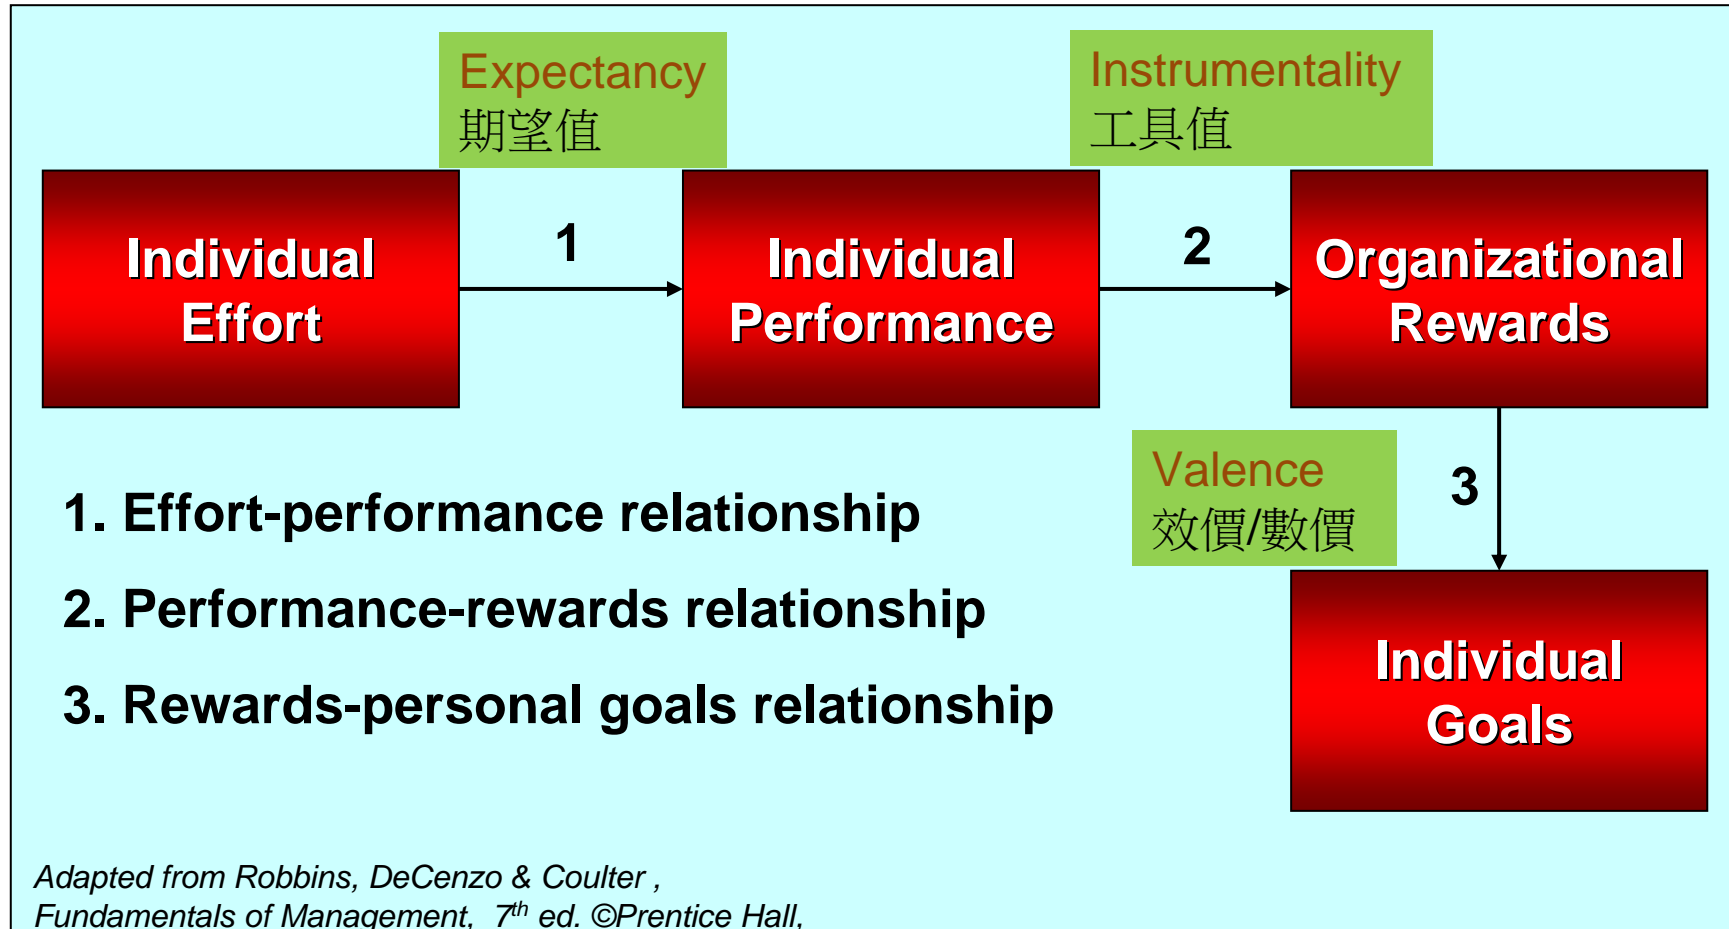 Expectancy
期望值
Instrumentality
工具值
Individual
Effort
1
Individual
Performance
2
Organizational
Rewards
Valence
效價/數價
3
1. Effort-performance relationship
2. Performance-rewards relationship
3. Rewards-personal goals relationship
Individual
Goals
Adapted from Robbins, DeCenzo & Coulter ,
Fundamentals of Management, 7th ed. ©Prentice Hall,